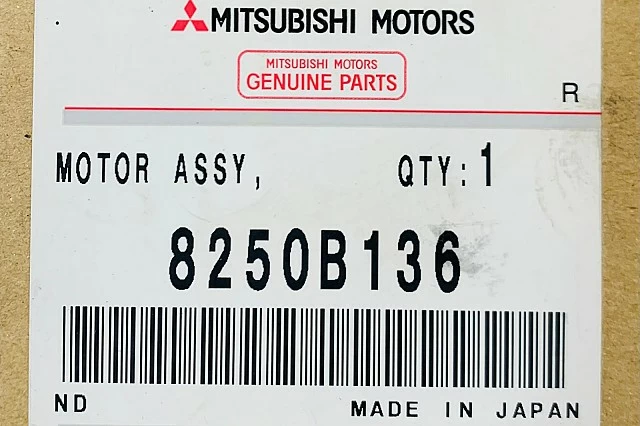 MITSUBISHI MOTORS
MITSUBISHI MOTORS
GENUINE PARTS
R
MOTOR ASSY, QTY:1
8250B136
ND MADE IN JAPAN